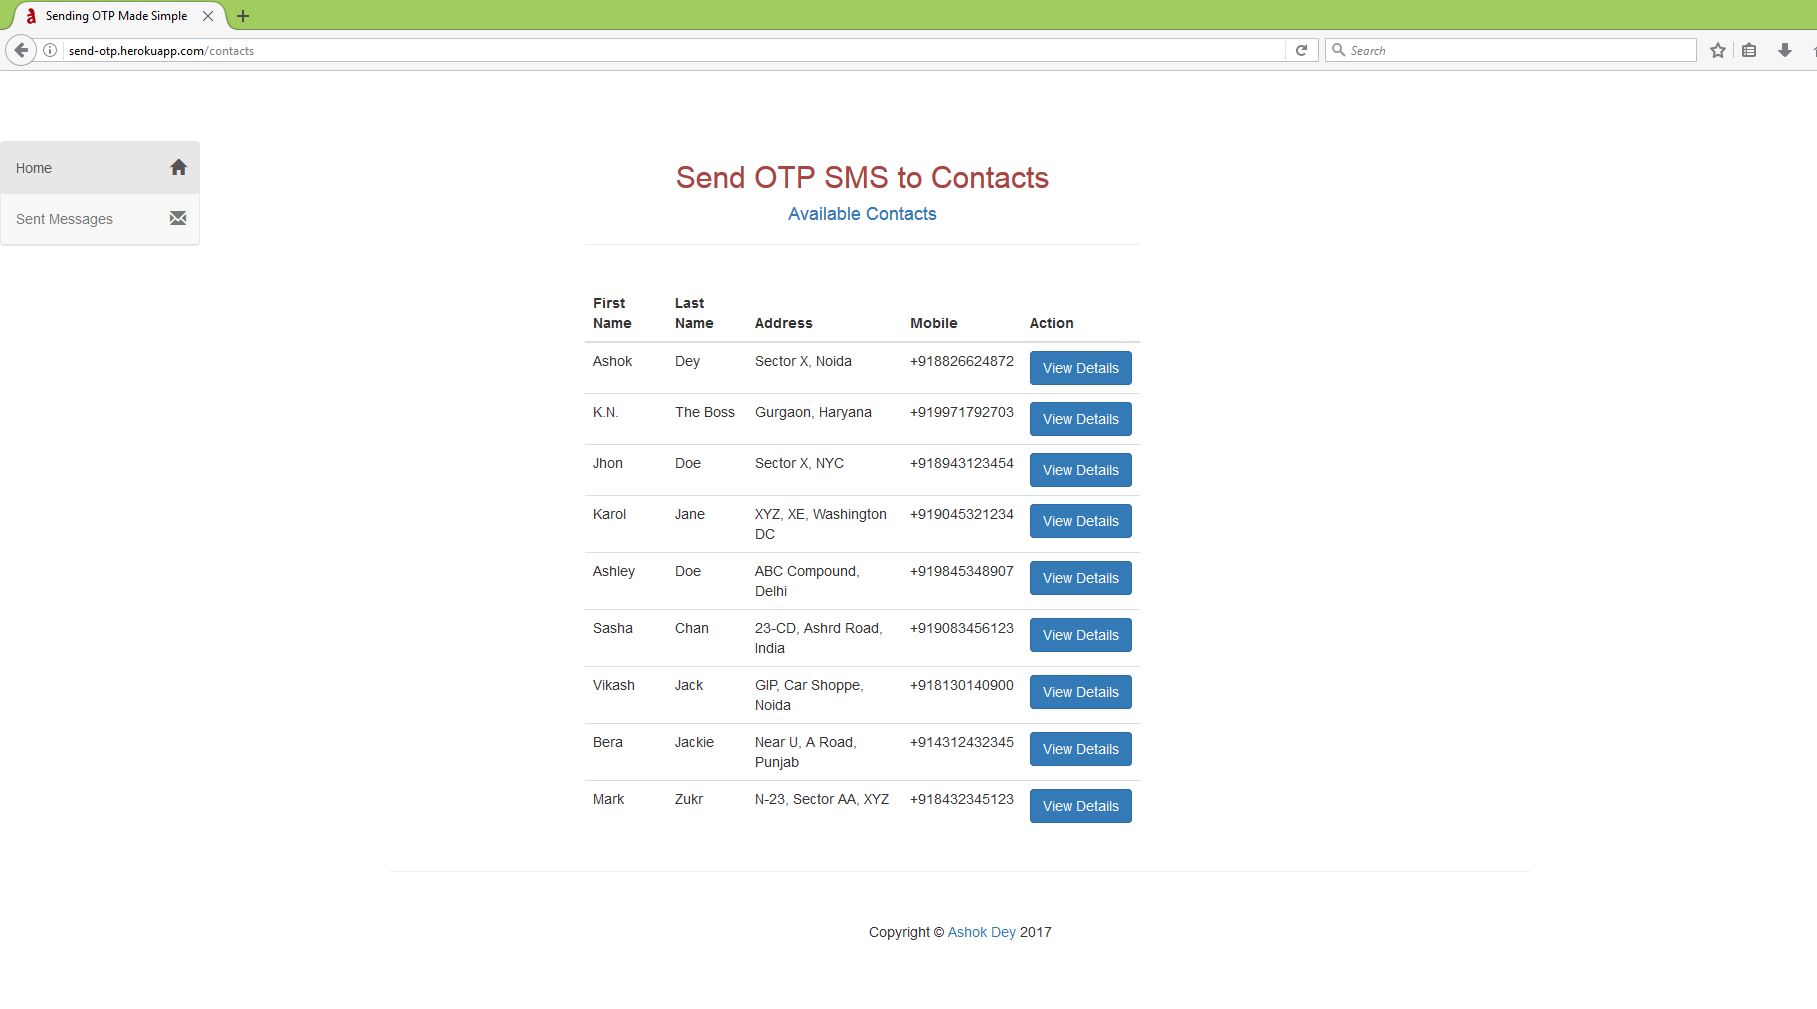 Sending OTP Made Simple
send-otp.herokuapp.com/contacts
Search
Home
Sent Messages
Send OTP SMS to Contacts
Available Contacts
First Name Last Name Address Mobile Action
Ashok Dey Sector X, Noida +918826624872 View Details
K.N. The Boss Gurgaon, Haryana +919971792703 View Details
Jhon Doe Sector X, NYC +918943123454 View Details
Karol Jane XYZ, XE, Washington DC +919045321234 View Details
Ashley Doe ABC Compound, Delhi +919845348907 View Details
Sasha Chan 23-CD, Ashrd Road, India +919083456123 View Details
Vikash Jack GIP, Car Shoppe, Noida +918130140900 View Details
Bera Jackie Near U, A Road, Punjab +914312432345 View Details
Mark Zukr N-23, Sector AA, XYZ +918432345123 View Details
Copyright © Ashok Dey 2017